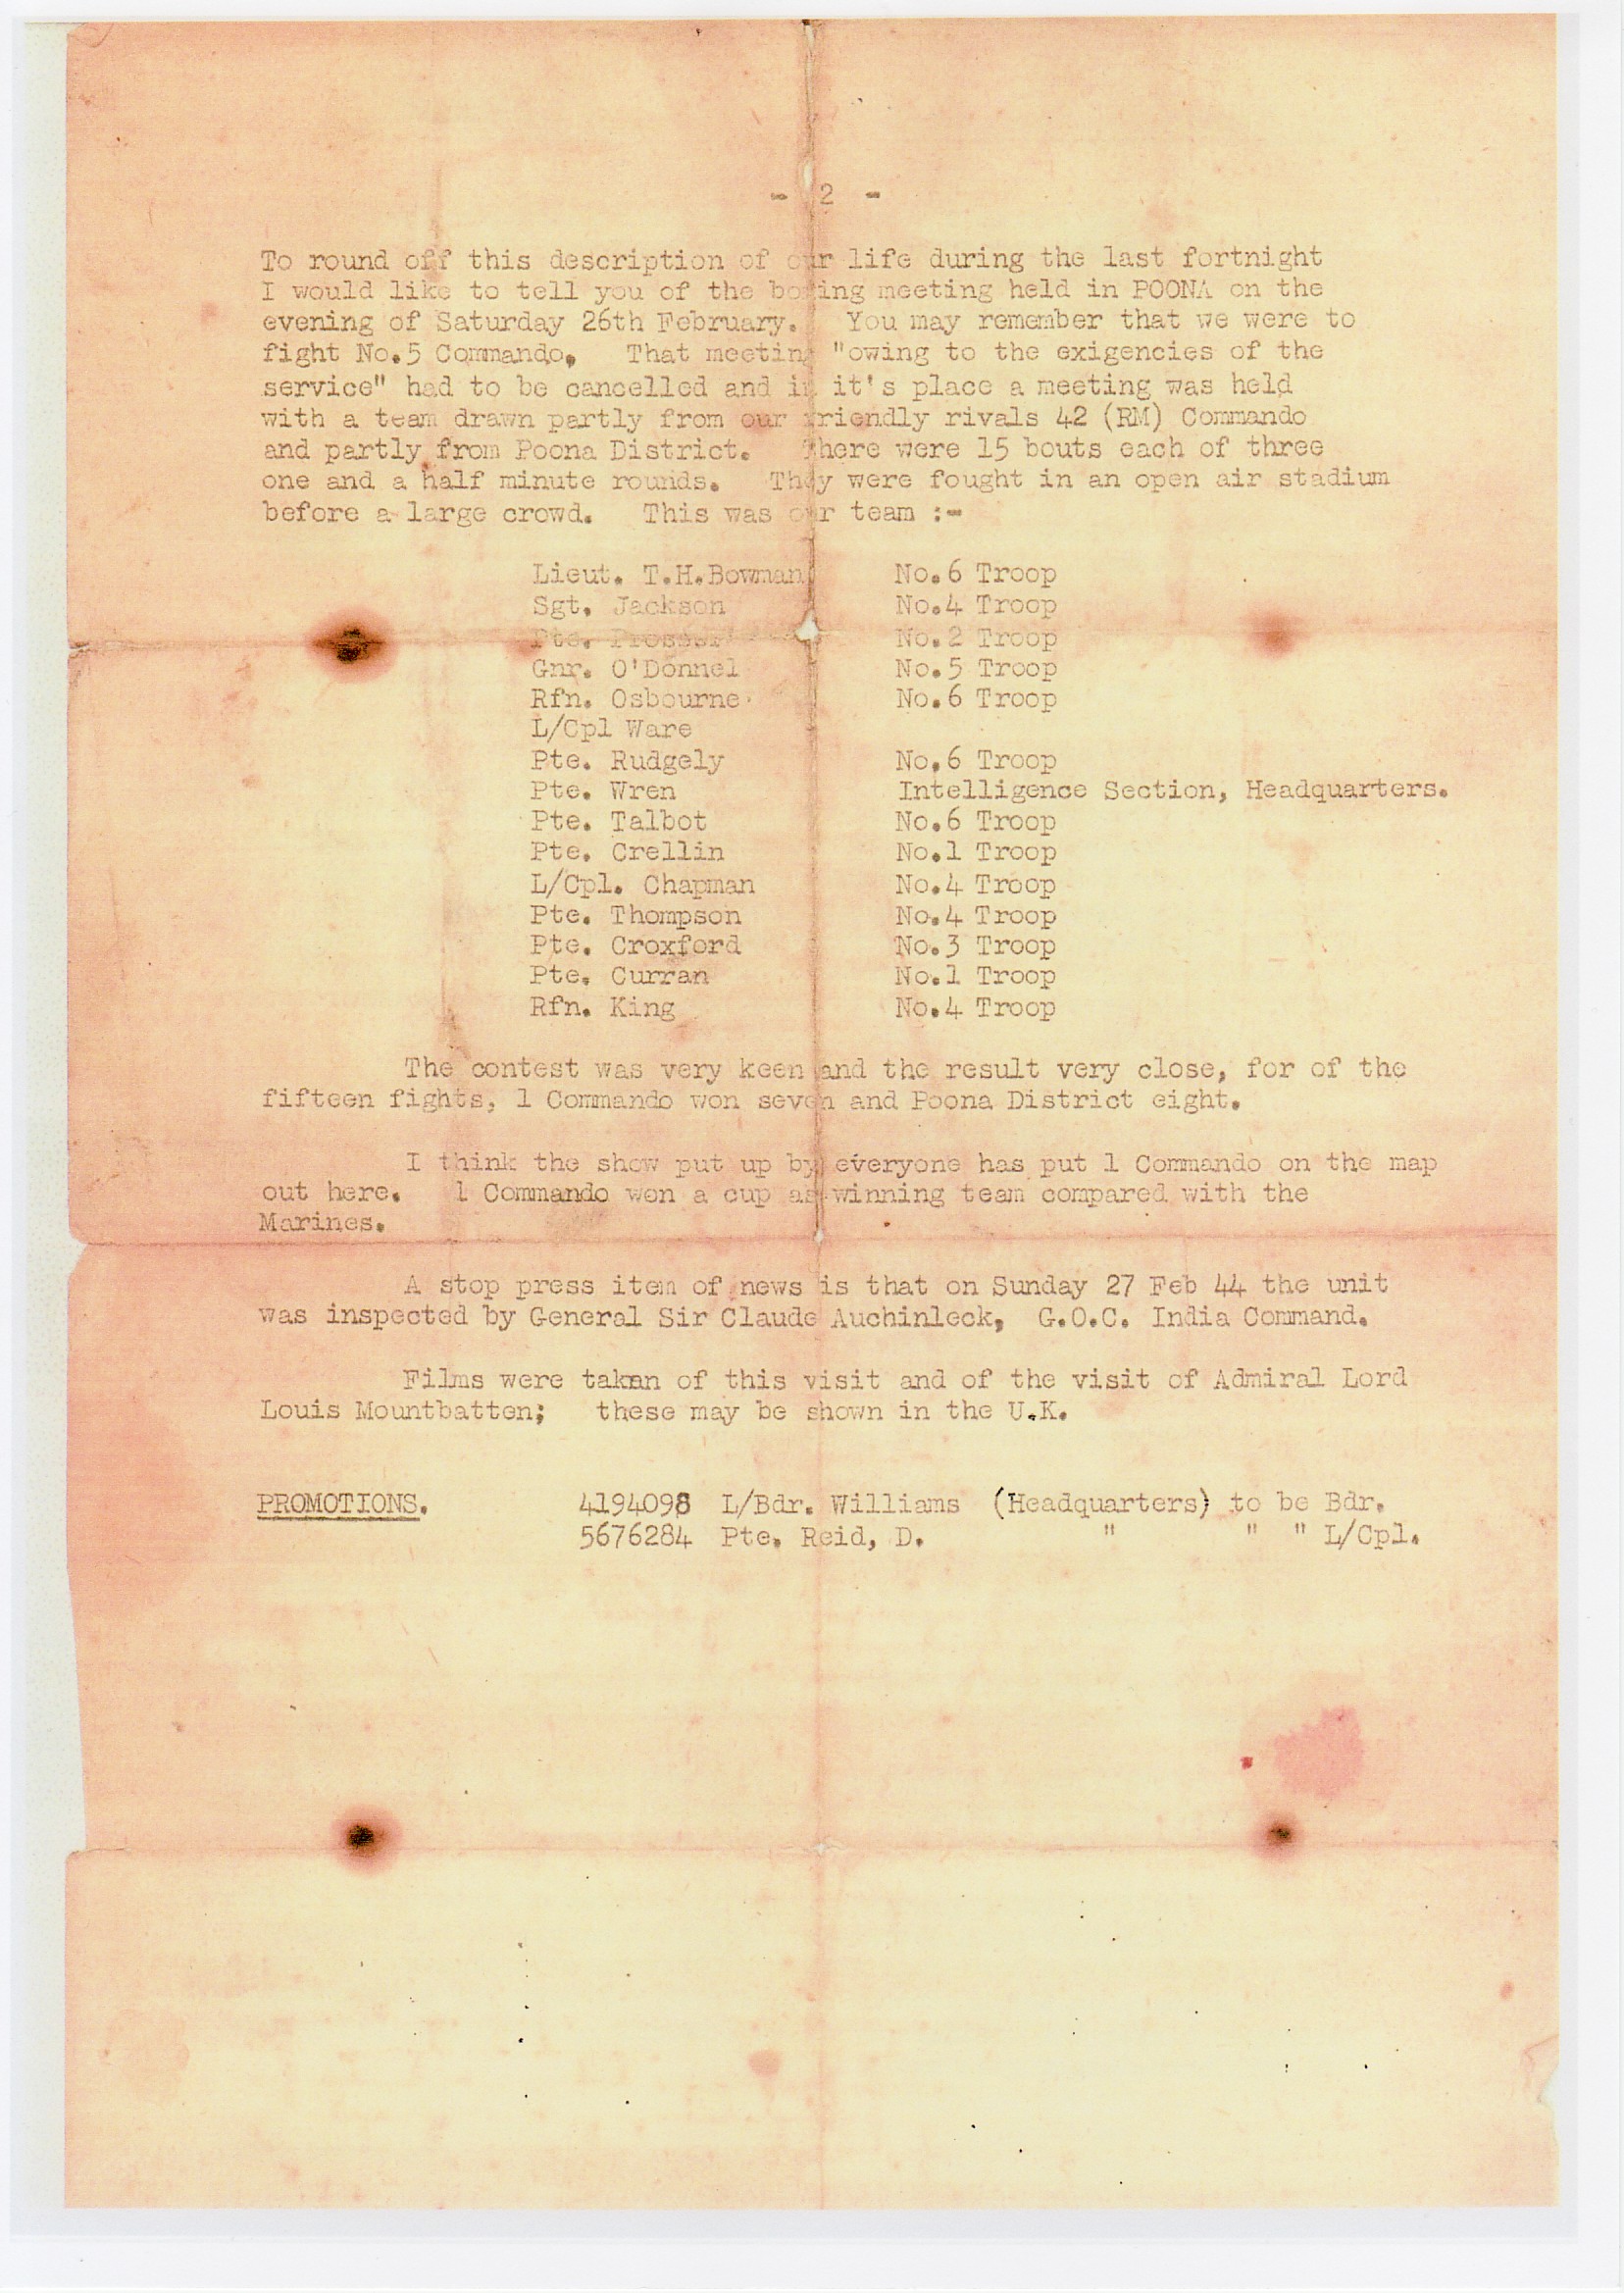 - 2 -
To round off this description of our life during the last fortnight
I would like to tell you of the boxing meeting held in POONA on the
evening of Saturday 26th February. You may remember that we were to
fight No.5 Commando. That meeting "owing to the exigencies of the
service" had to be cancelled and in it's place a meeting was held
with a team drawn partly from our friendly rivals 42 (RM) Commando
and partly from Poona District. There were 15 bouts each of three
one and a half minute rounds. They were fought in an open air stadium
before a large crowd. This was our team :-
Lieut. T.H.Bowman No.6 Troop
Sgt. Jackson No.4 Troop
Pte. Prosser No.2 Troop
Gnr. O'Donnel No.5 Troop
Rfn. Osbourne No.6 Troop
L/Cpl Ware
Pte. Rudgely No.6 Troop
Pte. Wren Intelligence Section, Headquarters.
Pte. Talbot No.6 Troop
Pte. Crellin No.1 Troop
L/Cpl. Chapman No.4 Troop
Pte. Thompson No.4 Troop
Pte. Croxford No.3 Troop
Pte. Curran No.1 Troop
Rfn. King No.4 Troop
The contest was very keen and the result very close, for of the
fifteen fights, 1 Commando won seven and Poona District eight.
I think the show put up by everyone has put 1 Commando on the map
out here. 1 Commando won a cup as winning team compared with the
Marines.
A stop press item of news is that on Sunday 27 Feb 44 the unit
was inspected by General Sir Claude Auchinleck, G.O.C. India Command.
Films were taken of this visit and of the visit of Admiral Lord
Louis Mountbatten; these may be shown in the U.K.
PROMOTIONS. 4194098 L/Bdr. Williams (Headquarters) to be Bdr.
5676284 Pte. Reid, D. " " " L/Cpl.